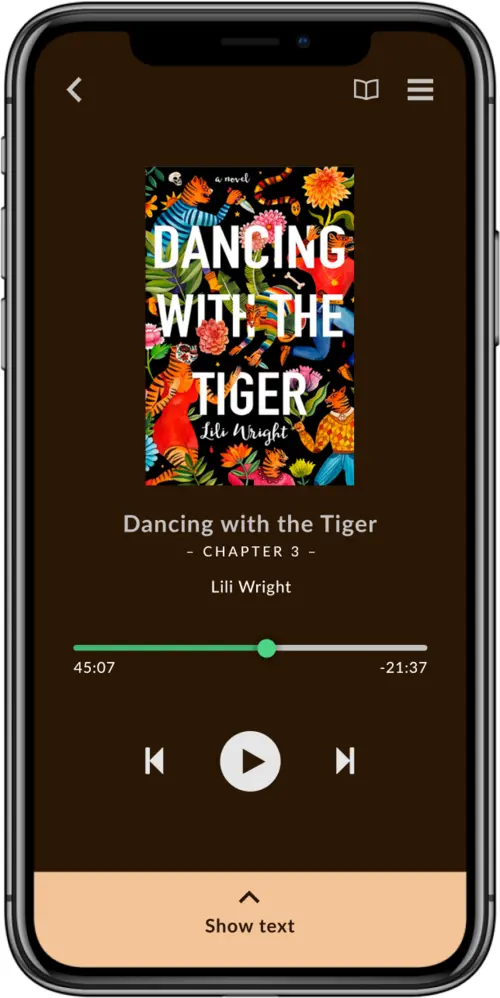 a novel
DANCING
WITH THE
TIGER
Lili Wright
Dancing with the Tiger
– CHAPTER 3 –
Lili Wright
45:07 -21:37
Show text